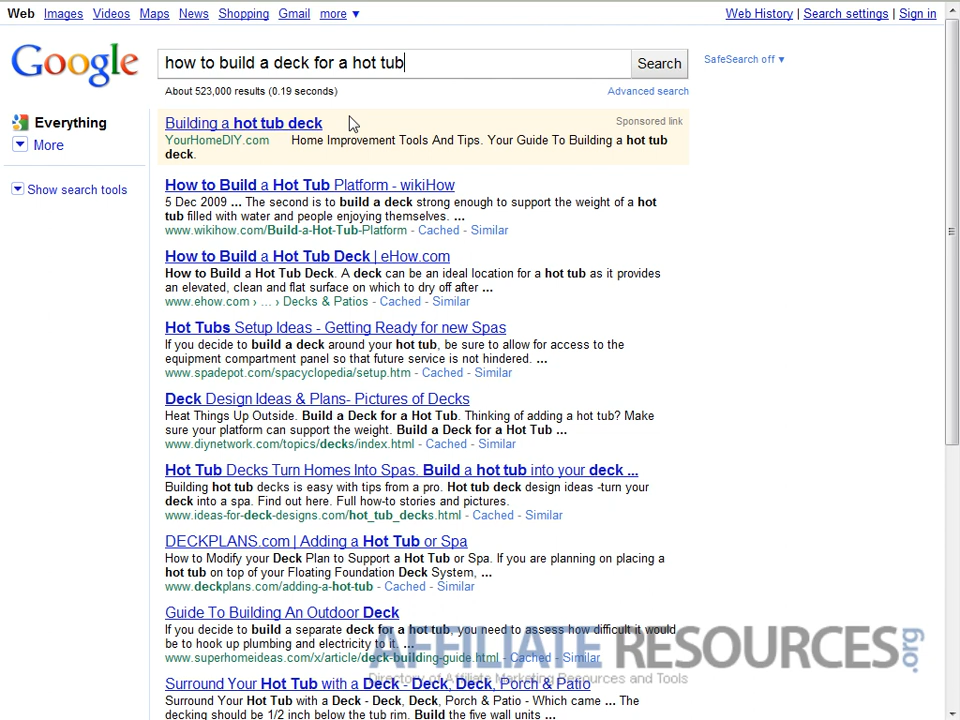 Web Images Videos Maps News Shopping Gmail more ▼ Web History | Search settings | Sign in
Google how to build a deck for a hot tub Search SafeSearch off ▼
About 523,000 results (0.19 seconds) Advanced search
Everything
More
Show search tools
Building a hot tub deck Sponsored link
YourHomeDIY.com Home Improvement Tools And Tips. Your Guide To Building a hot tub
deck.
How to Build a Hot Tub Platform - wikiHow
5 Dec 2009 ... The second is to build a deck strong enough to support the weight of a hot
tub filled with water and people enjoying themselves. ...
www.wikihow.com/Build-a-Hot-Tub-Platform - Cached - Similar
How to Build a Hot Tub Deck | eHow.com
How to Build a Hot Tub Deck. A deck can be an ideal location for a hot tub as it provides
an elevated, clean and flat surface on which to dry off after ...
www.ehow.com › ... › Decks & Patios - Cached - Similar
Hot Tubs Setup Ideas - Getting Ready for new Spas
If you decide to build a deck around your hot tub, be sure to allow for access to the
equipment compartment panel so that future service is not hindered. ...
www.spadepot.com/spacyclopedia/setup.htm - Cached - Similar
Deck Design Ideas & Plans- Pictures of Decks
Heat Things Up Outside. Build a Deck for a Hot Tub. Thinking of adding a hot tub? Make
sure your platform can support the weight. Build a Deck for a Hot Tub ...
www.diynetwork.com/topics/decks/index.html - Cached - Similar
Hot Tub Decks Turn Homes Into Spas. Build a hot tub into your deck ...
Building hot tub decks is easy with tips from a pro. Hot tub deck design ideas -turn your
deck into a spa. Find out here. Full how-to stories and pictures.
www.ideas-for-deck-designs.com/hot_tub_decks.html - Cached - Similar
DECKPLANS.com | Adding a Hot Tub or Spa
How to Modify your Deck Plan to Support a Hot Tub or Spa. If you are planning on placing a
hot tub on top of your Floating Foundation Deck System, ...
www.deckplans.com/adding-a-hot-tub - Cached - Similar
Guide To Building An Outdoor Deck
If you decide to build a separate deck for a hot tub, you need to assess how difficult it would
be to hook up plumbing and electricity to it. ...
www.superhomeideas.com/x/article/deck-building-guide.html - Cached - Similar
AFFILIATE RESOURCES.org
Directory of Affiliate Marketing Resources and Tools
Surround Your Hot Tub with a Deck - Deck, Deck, Porch & Patio
Surround Your Hot Tub with a Deck - Deck, Deck, Porch & Patio - Which came ... The
decking should be 1/2 inch below the tub rim. Build the five wall units ...